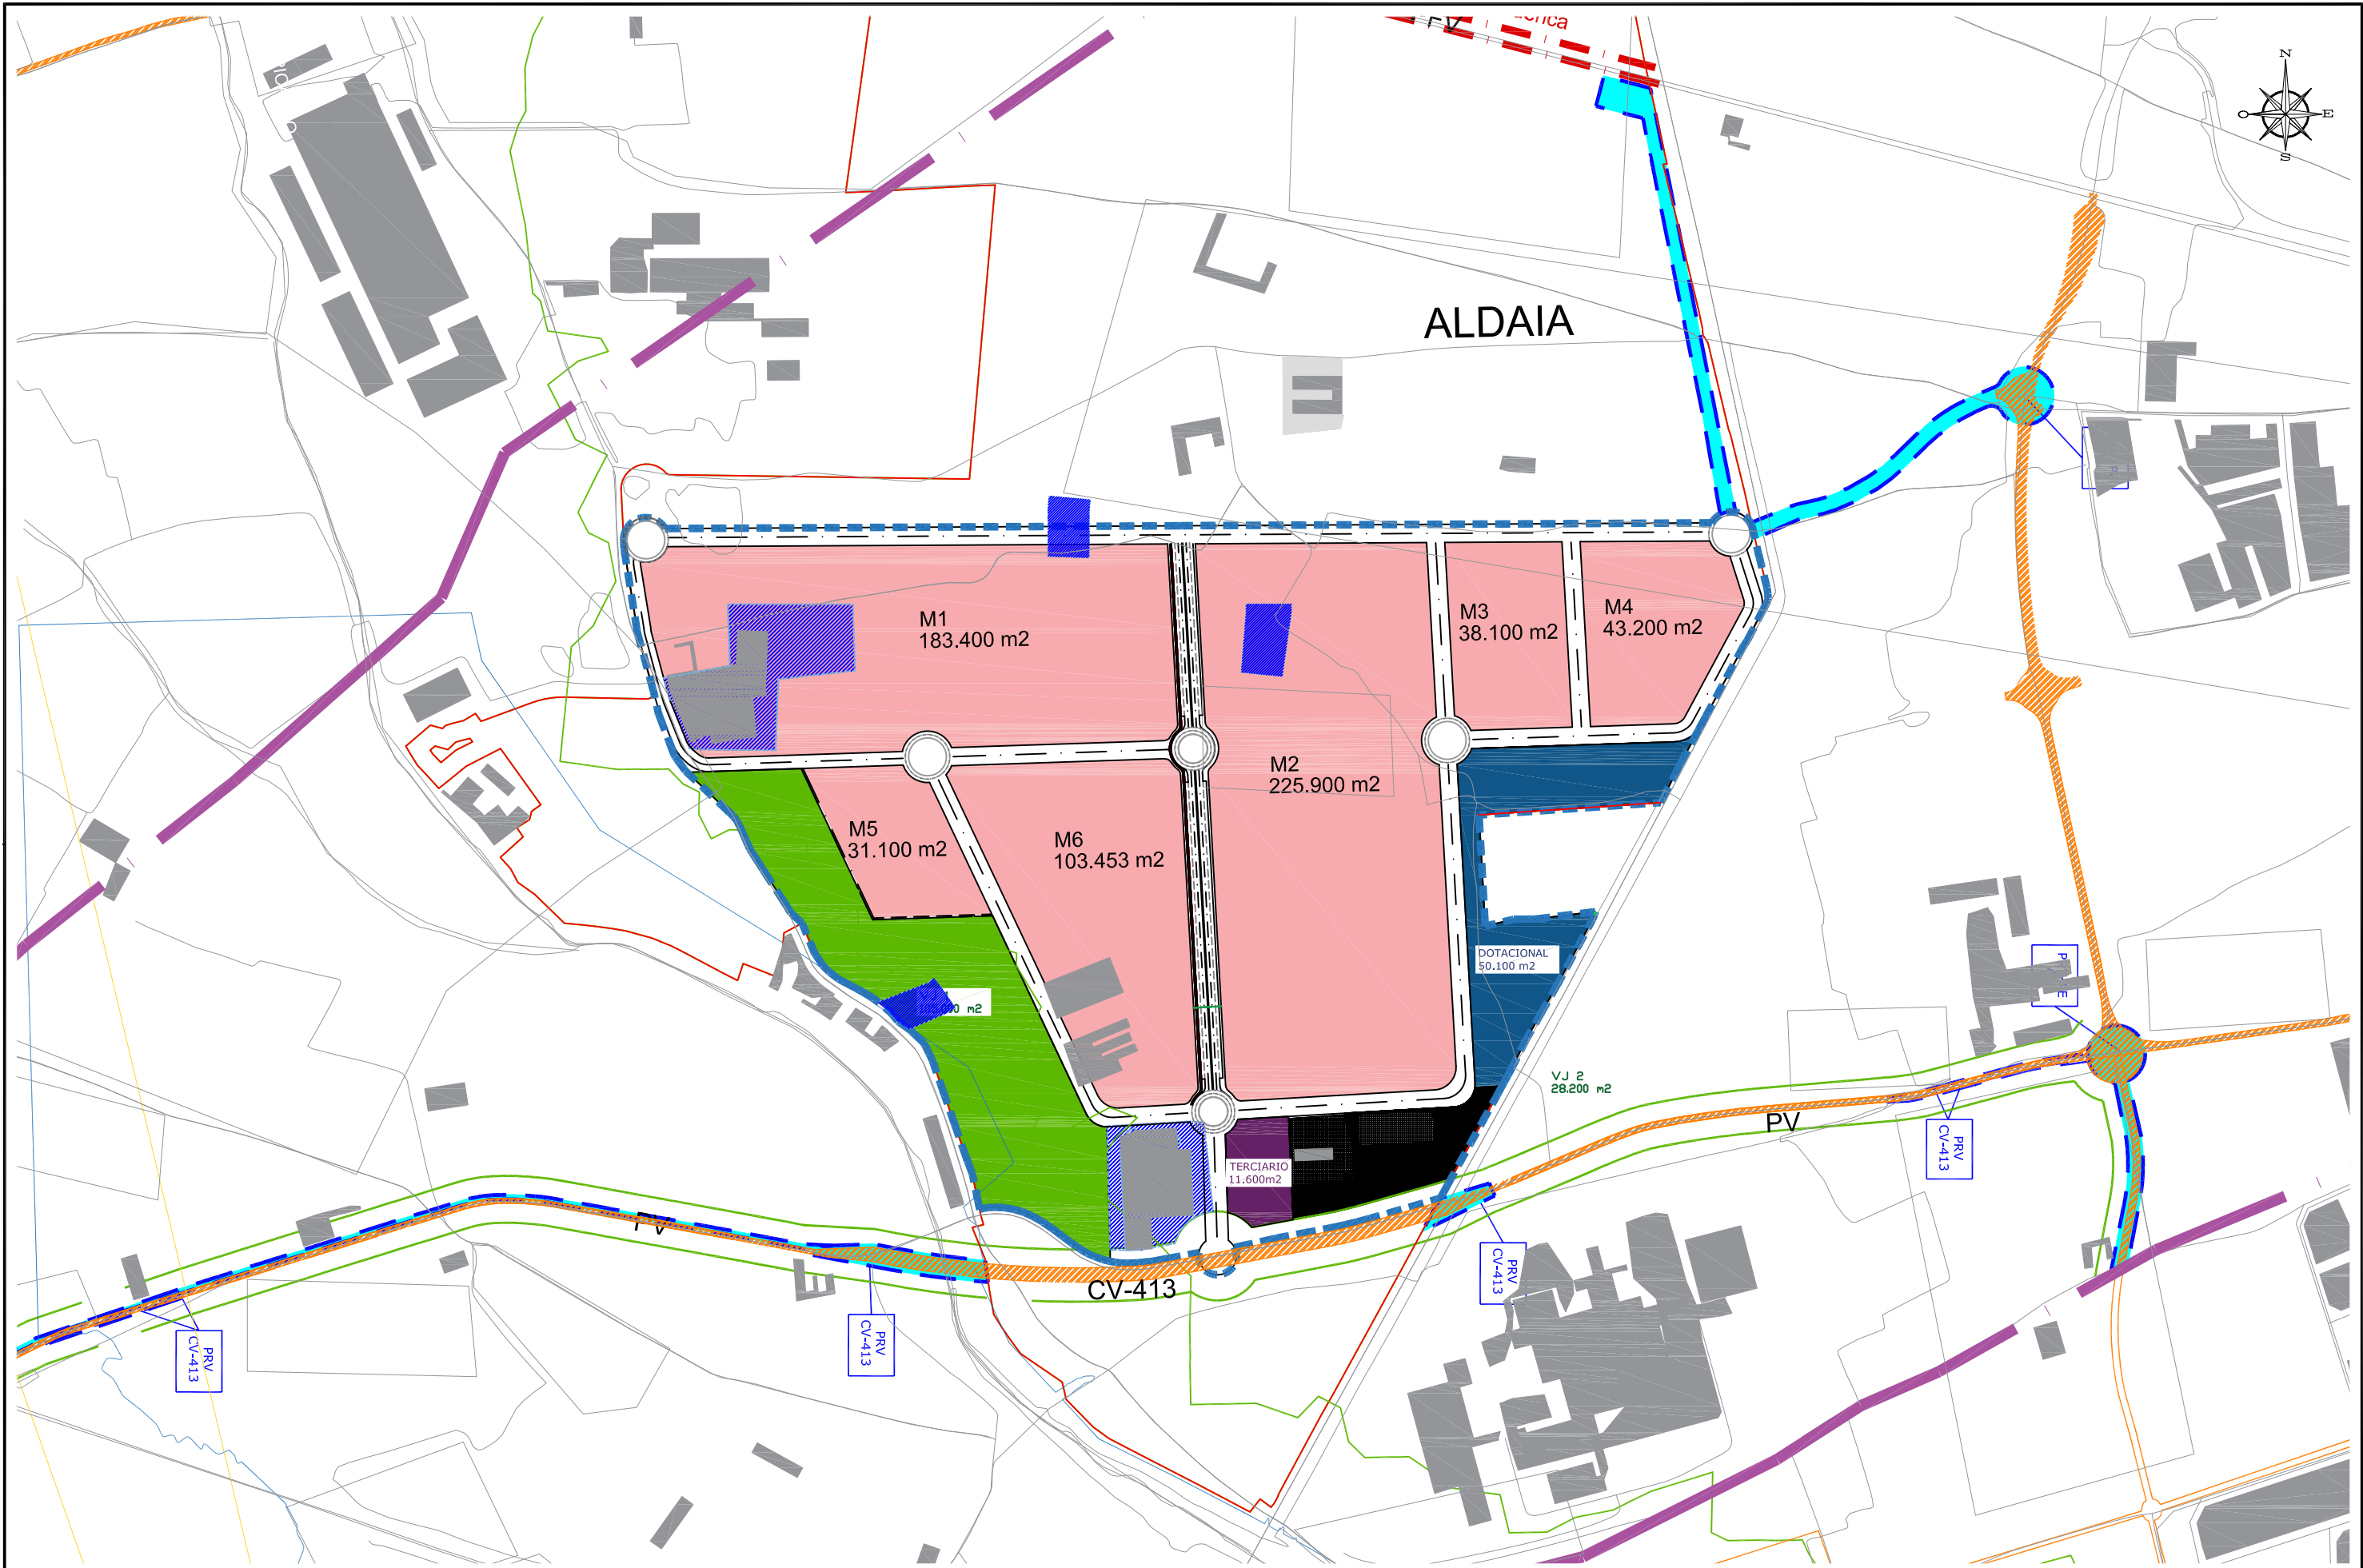 N
O
E
S
ALDAIA
M1
183.400 m2
M3
38.100 m2
M4
43.200 m2
M2
225.900 m2
M5
31.100 m2
M6
103.453 m2
DOTACIONAL
50.100 m2
m2
VJ 2
28.200 m2
PV
PRV
CV-413
TERCIARIO
11.600m2
PV
CV-413
PRV
CV-413
PRV
CV-413
PRV
CV-413